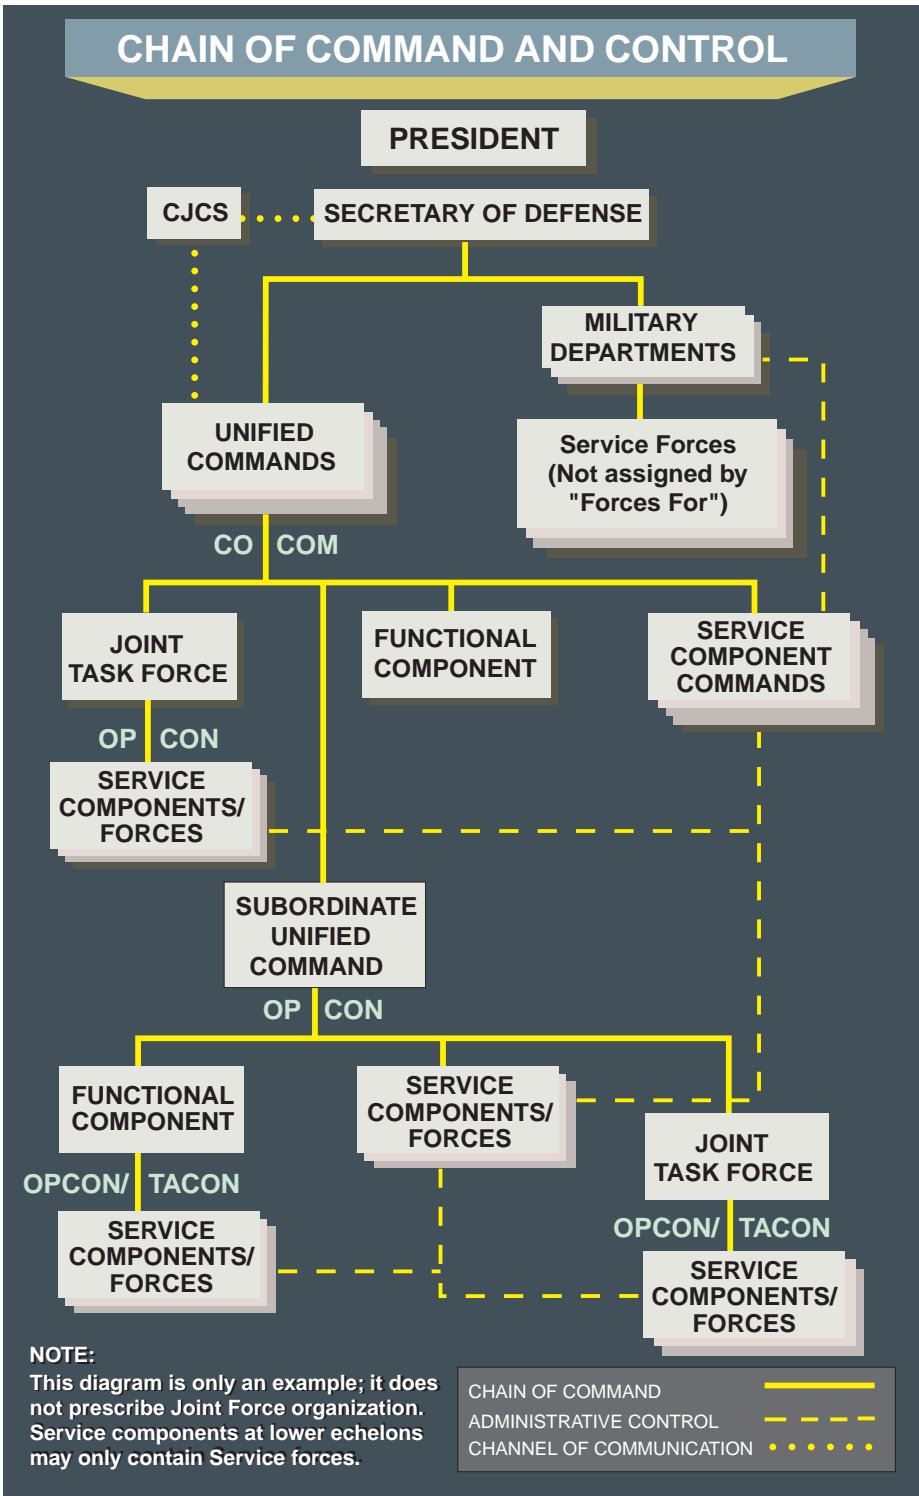 CHAIN OF COMMAND AND CONTROL
PRESIDENT
CJCS
SECRETARY OF DEFENSE
MILITARY
DEPARTMENTS
UNIFIED
COMMANDS
Service Forces
(Not assigned by
"Forces For")
CO COM
JOINT
TASK FORCE
FUNCTIONAL
COMPONENT
SERVICE
COMPONENT
COMMANDS
OP CON
SERVICE
COMPONENTS/
FORCES
SUBORDINATE
UNIFIED
COMMAND
OP CON
FUNCTIONAL
COMPONENT
SERVICE
COMPONENTS/
FORCES
JOINT
TASK FORCE
OPCON/ TACON
OPCON/ TACON
SERVICE
COMPONENTS/
FORCES
SERVICE
COMPONENTS/
FORCES
NOTE:
This diagram is only an example; it does
not prescribe Joint Force organization.
Service components at lower echelons
may only contain Service forces.
CHAIN OF COMMAND
ADMINISTRATIVE CONTROL
CHANNEL OF COMMUNICATION